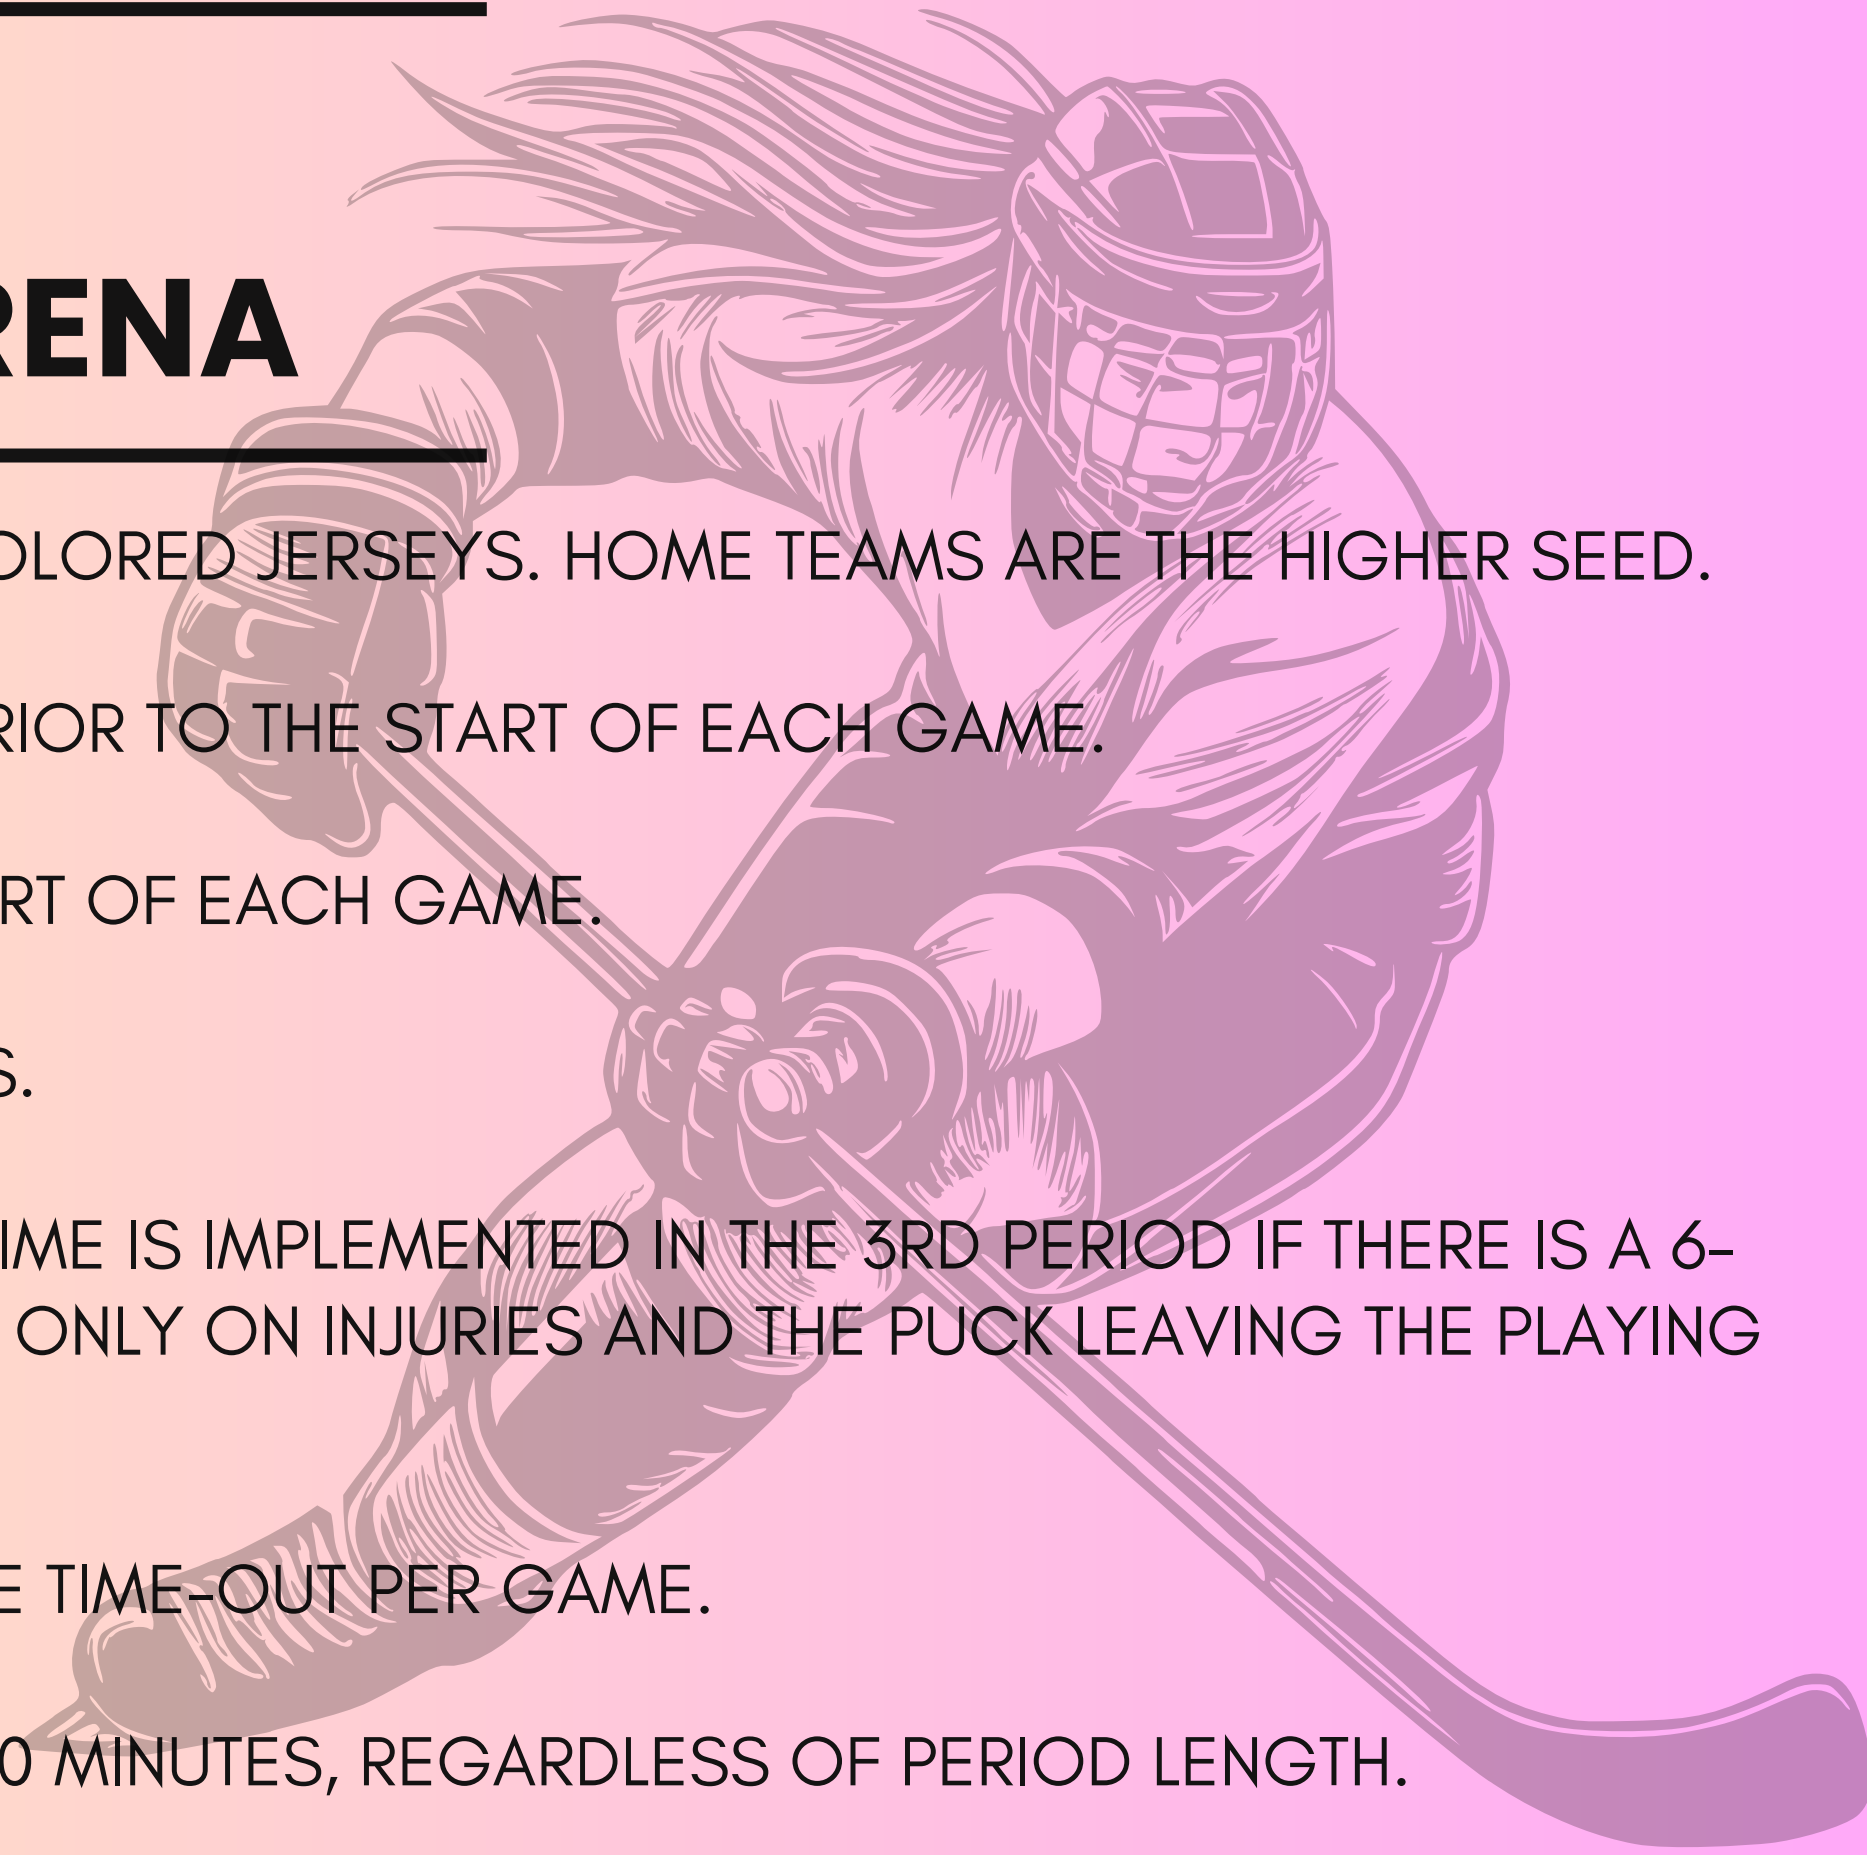 RENA
OLORED JERSEYS. HOME TEAMS ARE THE HIGHER SEED.
RIOR TO THE START OF EACH GAME.
RT OF EACH GAME.
S.
IME IS IMPLEMENTED IN THE 3RD PERIOD IF THERE IS A 6-
ONLY ON INJURIES AND THE PUCK LEAVING THE PLAYING
E TIME-OUT PER GAME.
0 MINUTES, REGARDLESS OF PERIOD LENGTH.